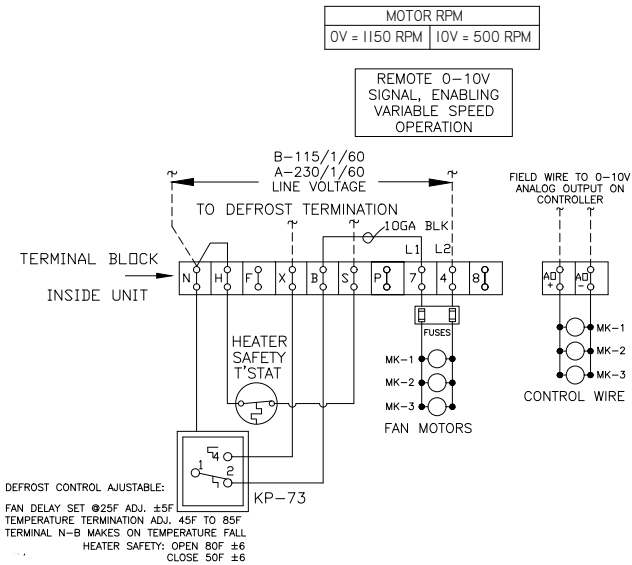 MOTOR RPM
0V = 1150 RPM
10V = 500 RPM
REMOTE 0-10V
SIGNAL, ENABLING
VARIABLE SPEED
OPERATION
B-115/1/60
A-230/1/60
LINE VOLTAGE
TO DEFROST TERMINATION
10GA BLK
L1 L2
FIELD WIRE TO 0-10V
ANALOG OUTPUT ON
CONTROLLER
TERMINAL BLOCK
INSIDE UNIT
N H F X B S P 7 4 8
AO + AO -
FUSES
MK-1
MK-2
MK-3
FAN MOTORS
MK-1
MK-2
MK-3
CONTROL WIRE
HEATER
SAFETY
T'STAT
4
1
2
KP-73
DEFROST CONTROL AJUSTABLE:
FAN DELAY SET @25F ADJ. ±5F
TEMPERATURE TERMINATION ADJ. 45F TO 85F
TERMINAL N-B MAKES ON TEMPERATURE FALL
HEATER SAFETY: OPEN 80F ±6
CLOSE 50F ±6